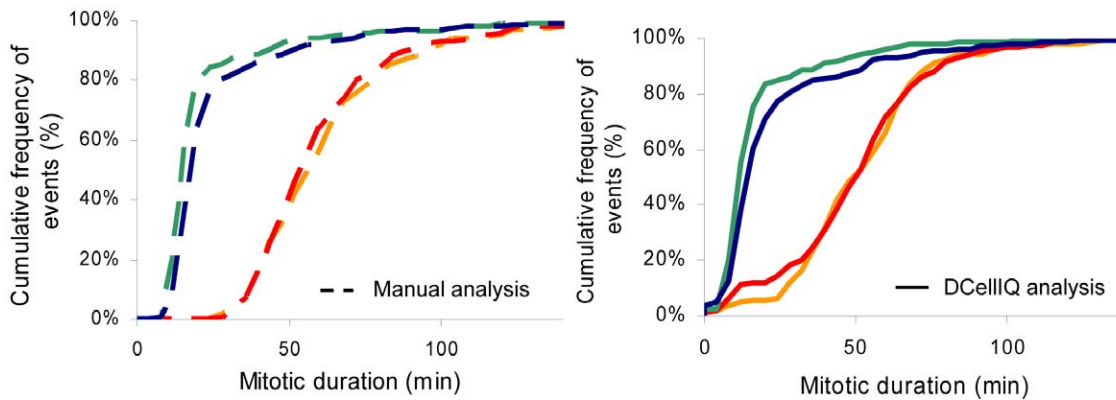 Cumulative frequency of
events (%)
100%
80%
60%
40%
20%
0%
0
50
100
Mitotic duration (min)
Manual analysis
Cumulative frequency of
events (%)
100%
80%
60%
40%
20%
0%
0
50
100
Mitotic duration (min)
DCellIQ analysis